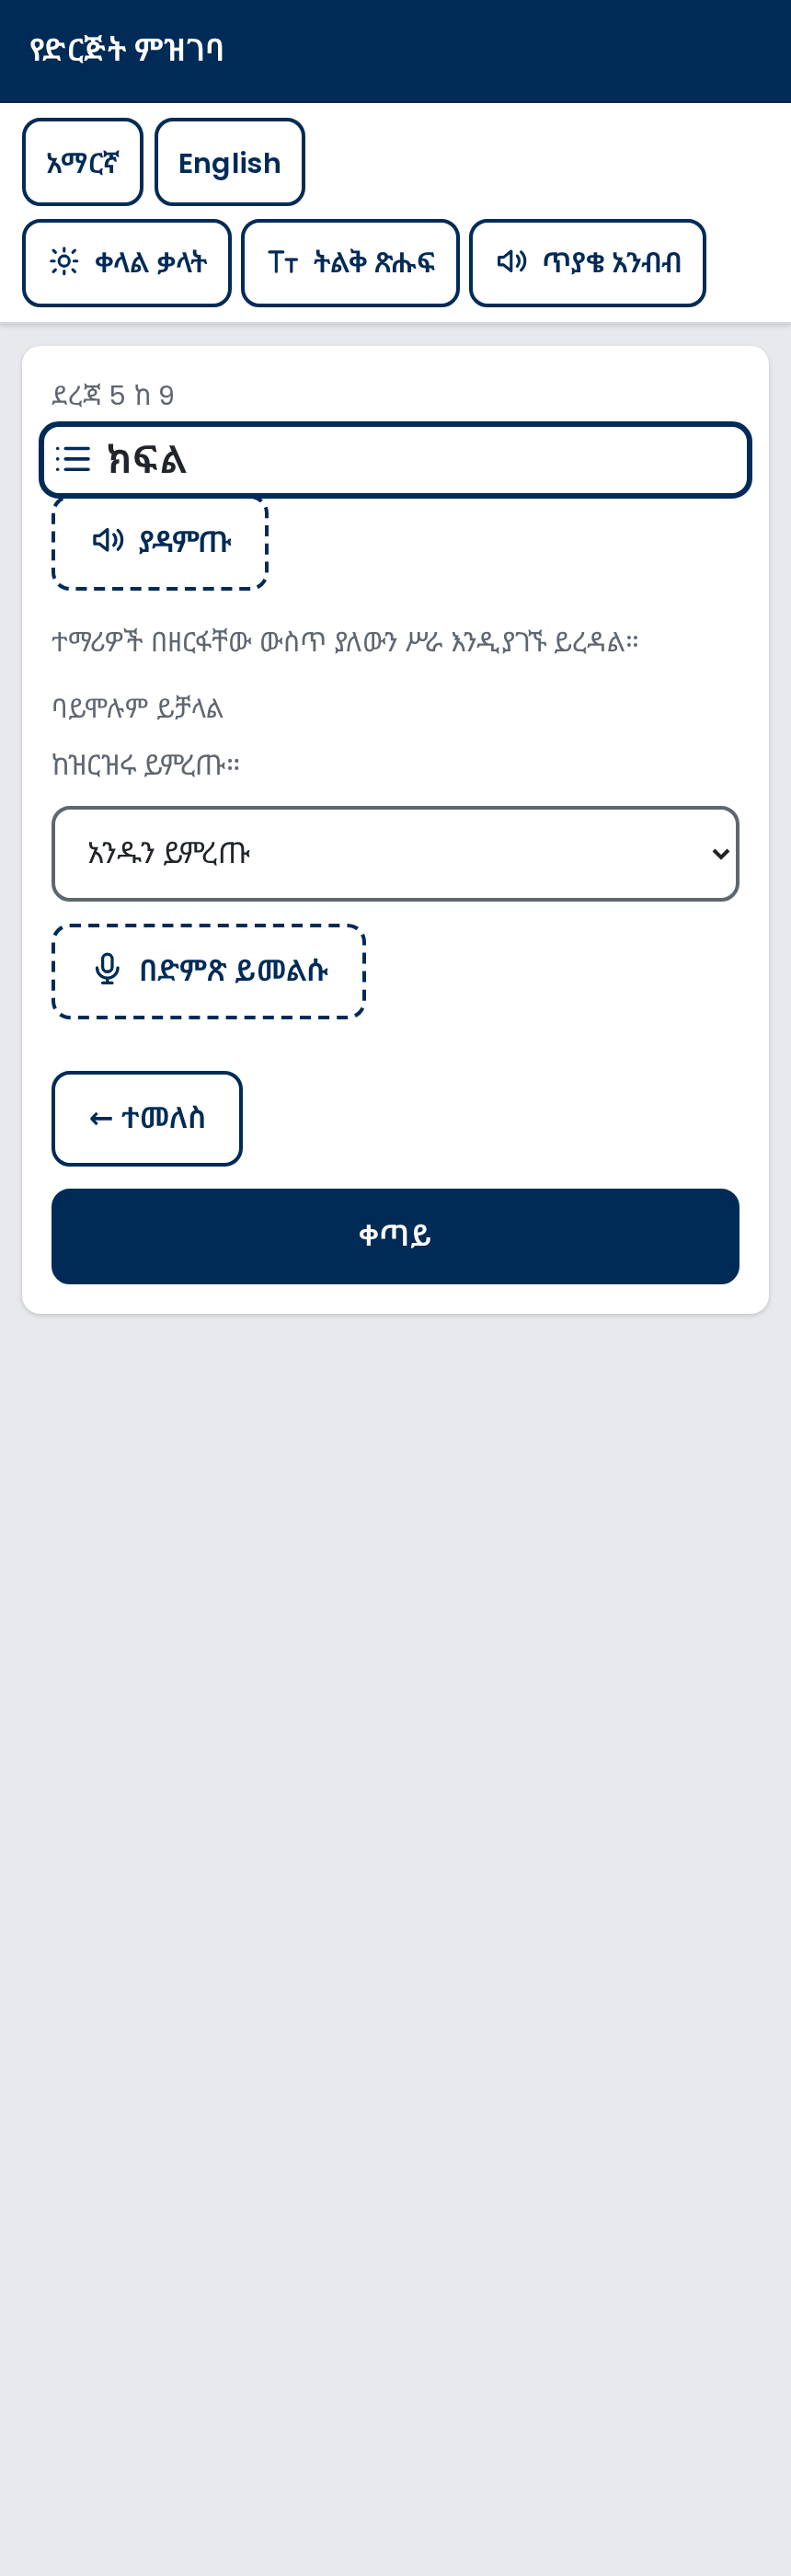 የድርጅት ምዝገባ
አማርኛ English
ቀላል ቃላት ትልቅ ጽሑፍ ጥያቄ አንብብ
ደረጃ 5 ከ 9
ክፍል
ያዳምጡ
ተማሪዎች በዘርፋቸው ውስጥ ያለውን ሥራ እንዲያገኙ ይረዳል።
ባይሞሉም ይቻላል
ከዝርዝሩ ይምረጡ።
አንዱን ይምረጡ
በድምጽ ይመልሱ
← ተመለስ
ቀጣይ